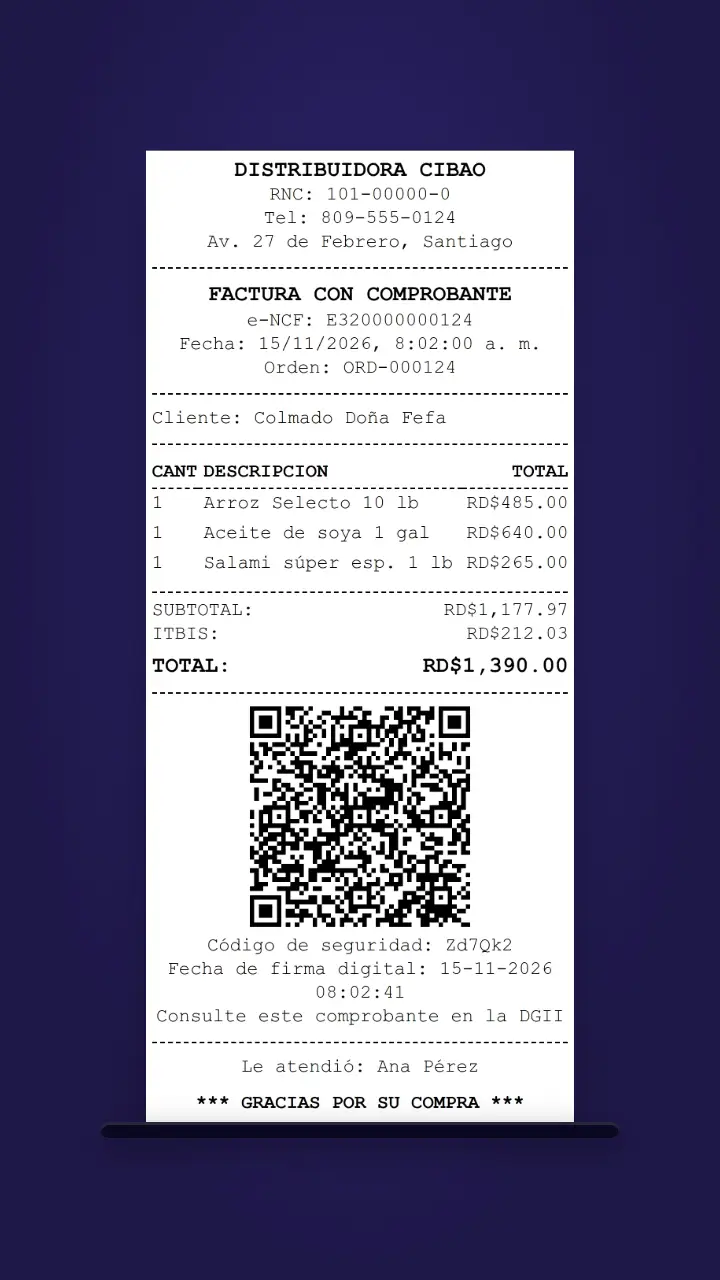 DISTRIBUIDORA CIBAO
RNC: 101-00000-0
Tel: 809-555-0124
Av. 27 de Febrero, Santiago
FACTURA CON COMPROBANTE
e-NCF: E320000000124
Fecha: 15/11/2026, 8:02:00 a. m.
Orden: ORD-000124
Cliente: Colmado Doña Fefa
CANT DESCRIPCION TOTAL
1 Arroz Selecto 10 lb RD$485.00
1 Aceite de soya 1 gal RD$640.00
1 Salami súper esp. 1 lb RD$265.00
SUBTOTAL: RD$1,177.97
ITBIS: RD$212.03
TOTAL: RD$1,390.00
Código de seguridad: Zd7Qk2
Fecha de firma digital: 15-11-2026
08:02:41
Consulte este comprobante en la DGII
Le atendió: Ana Pérez
*** GRACIAS POR SU COMPRA ***